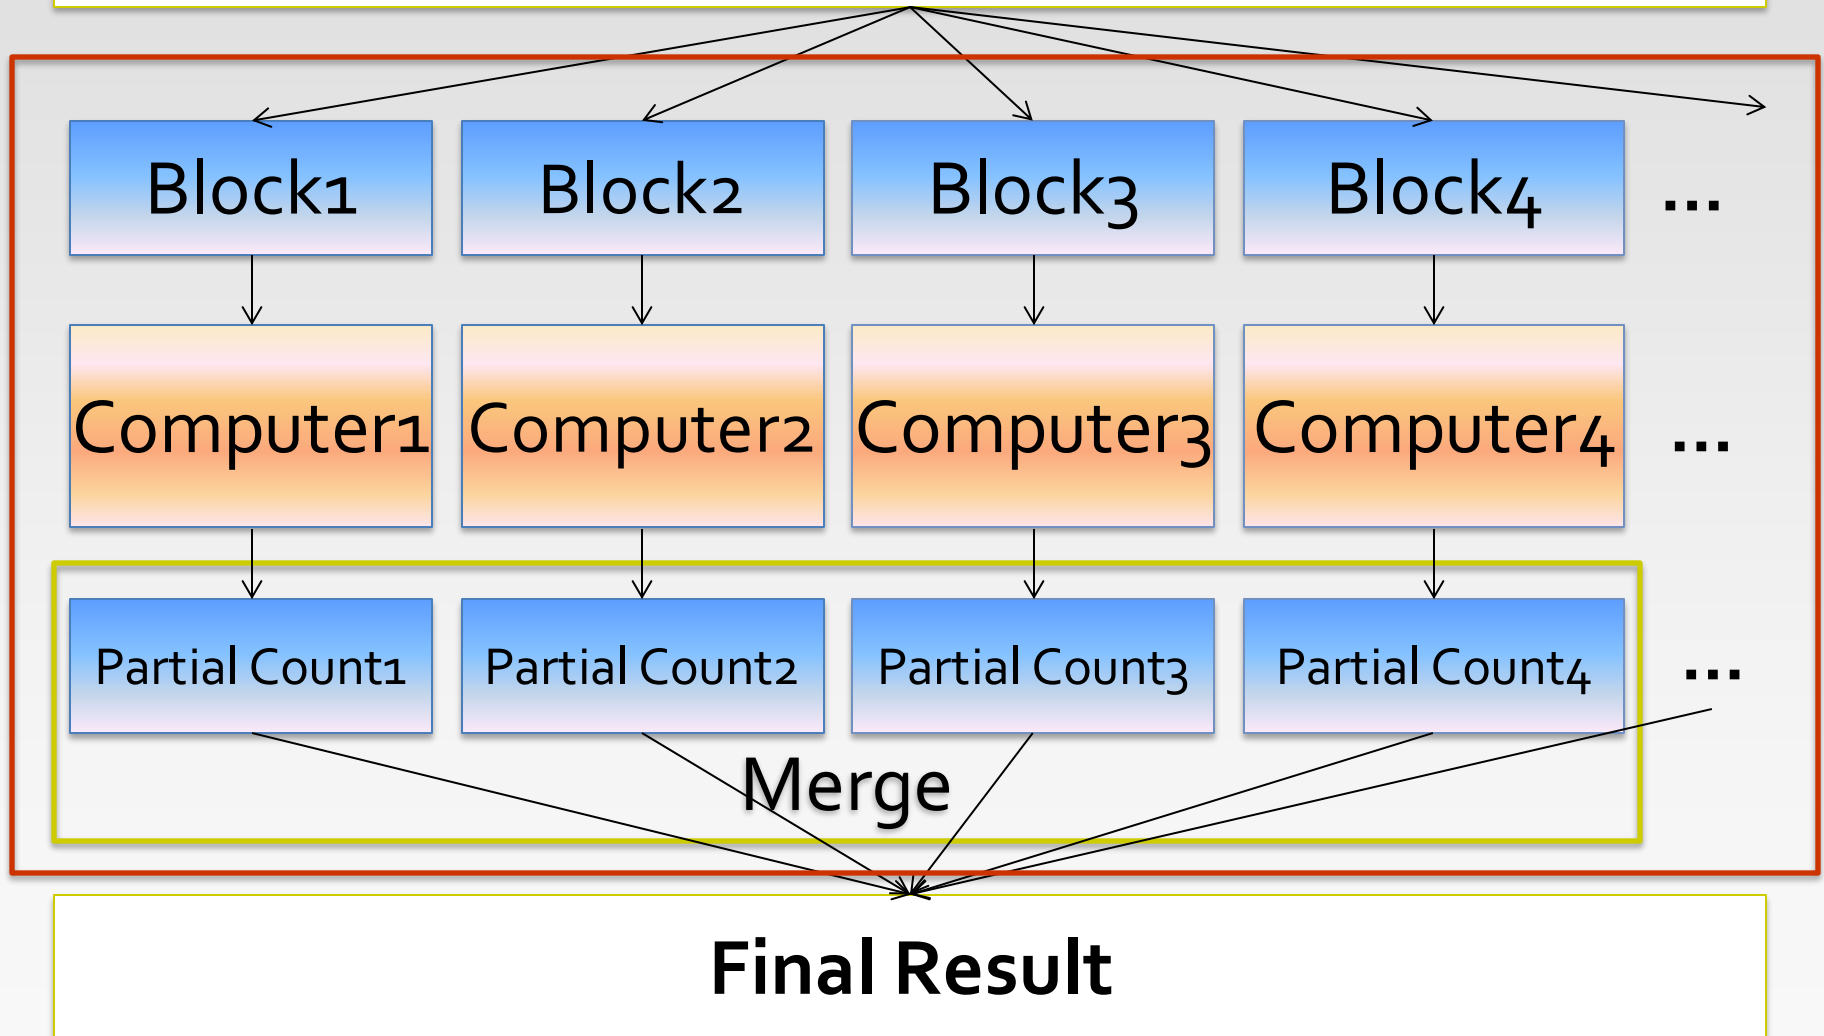 Block1 Block2 Block3 Block4 ...
Computer1 Computer2 Computer3 Computer4 ...
Partial Count1 Partial Count2 Partial Count3 Partial Count4 ...
Merge
Final Result